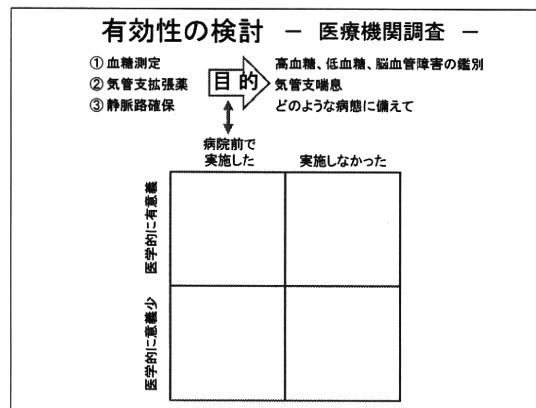 有効性の検討 － 医療機関調査 －
① 血糖測定
② 気管支拡張薬
③ 静脈路確保
目 的
高血糖、低血糖、脳血管障害の鑑別
気管支喘息
どのような病態に備えて
病院前で
実施した
実施しなかった
医学的に有意義
医学的に意義少